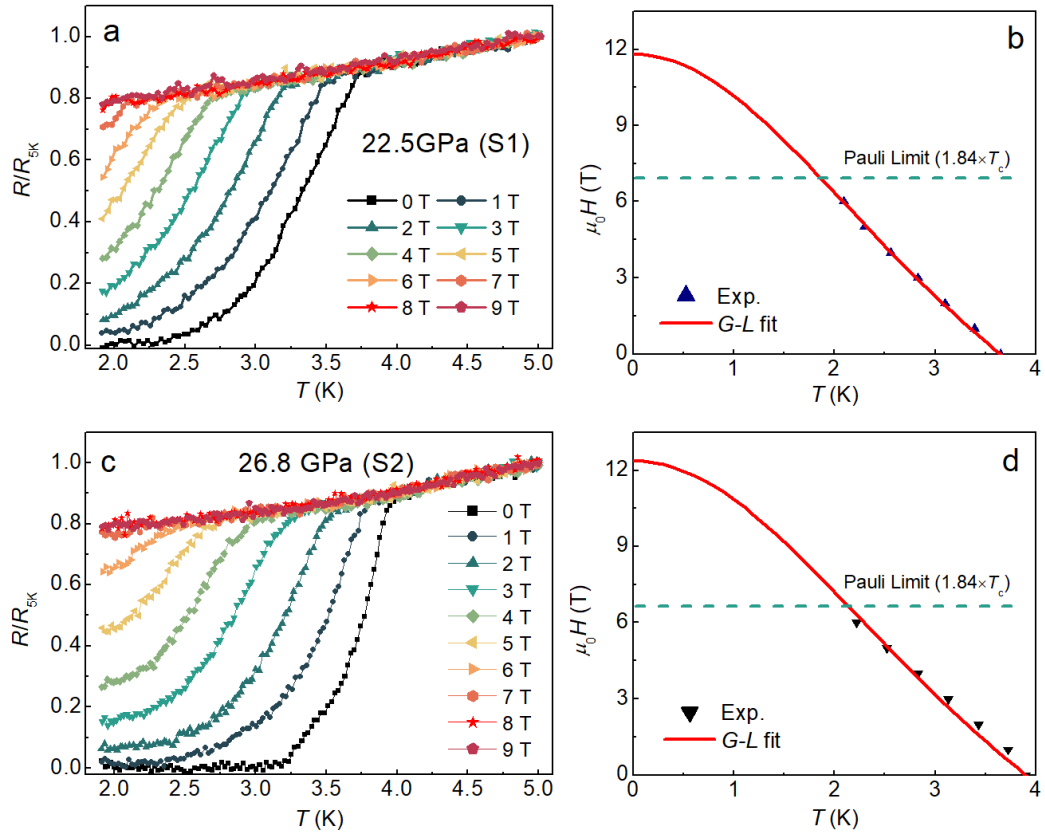 a
22.5GPa (S1)
R/R5K
1.0
0.8
0.6
0.4
0.2
0.0
0 T
1 T
2 T
3 T
4 T
5 T
6 T
7 T
8 T
9 T
2.0 2.5 3.0 3.5 4.0 4.5 5.0
T (K)
b
μ0H (T)
12
9
6
3
0
Pauli Limit (1.84×Tc)
Exp.
G-L fit
0 1 2 3 4
T (K)
c
26.8 GPa (S2)
R/R5K
1.0
0.8
0.6
0.4
0.2
0.0
0 T
1 T
2 T
3 T
4 T
5 T
6 T
7 T
8 T
9 T
2.0 2.5 3.0 3.5 4.0 4.5 5.0
T (K)
d
μ0H (T)
12
9
6
3
0
Pauli Limit (1.84×Tc)
Exp.
G-L fit
0 1 2 3 4
T (K)